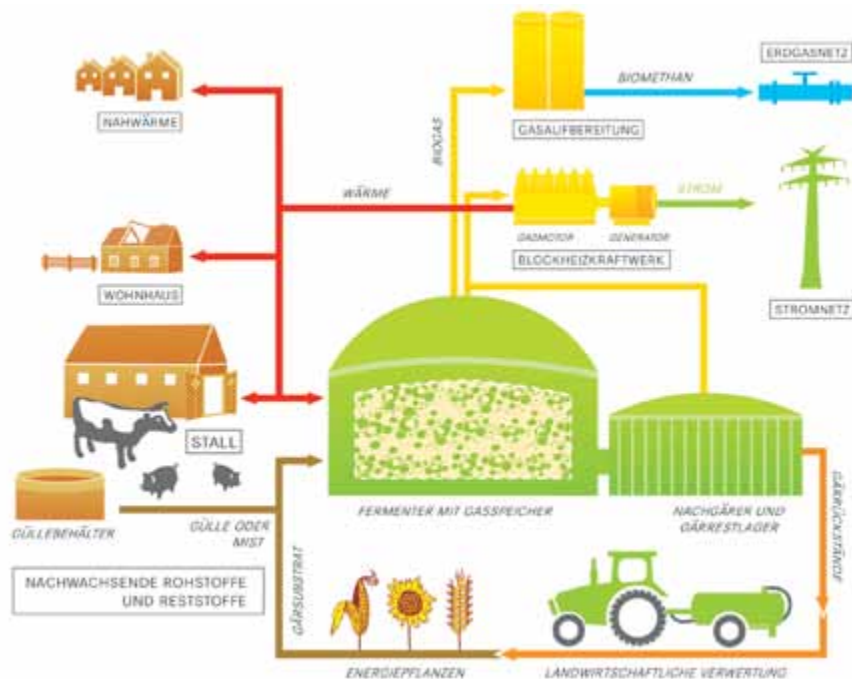 ERDGASNETZ
BIOMETHAN
NAHWÄRME
GASAUFBEREITUNG
BIOGAS
WÄRME
STROM
GASMOTOR
GENERATOR
BLOCKHEIZKRAFTWERK
WOHNHAUS
STROMNETZ
STALL
FERMENTER MIT GASSPEICHER
NACHGÄRER UND
GÄRRESTLAGER
GÄRRÜCKSTÄNDE
GÜLLEBEHÄLTER
GÜLLE ODER
MIST
NACHWACHSENDE ROHSTOFFE
UND RESTSTOFFE
GÄRSUBSTRAT
ENERGIEPFLANZEN
LANDWIRTSCHAFTLICHE VERWERTUNG